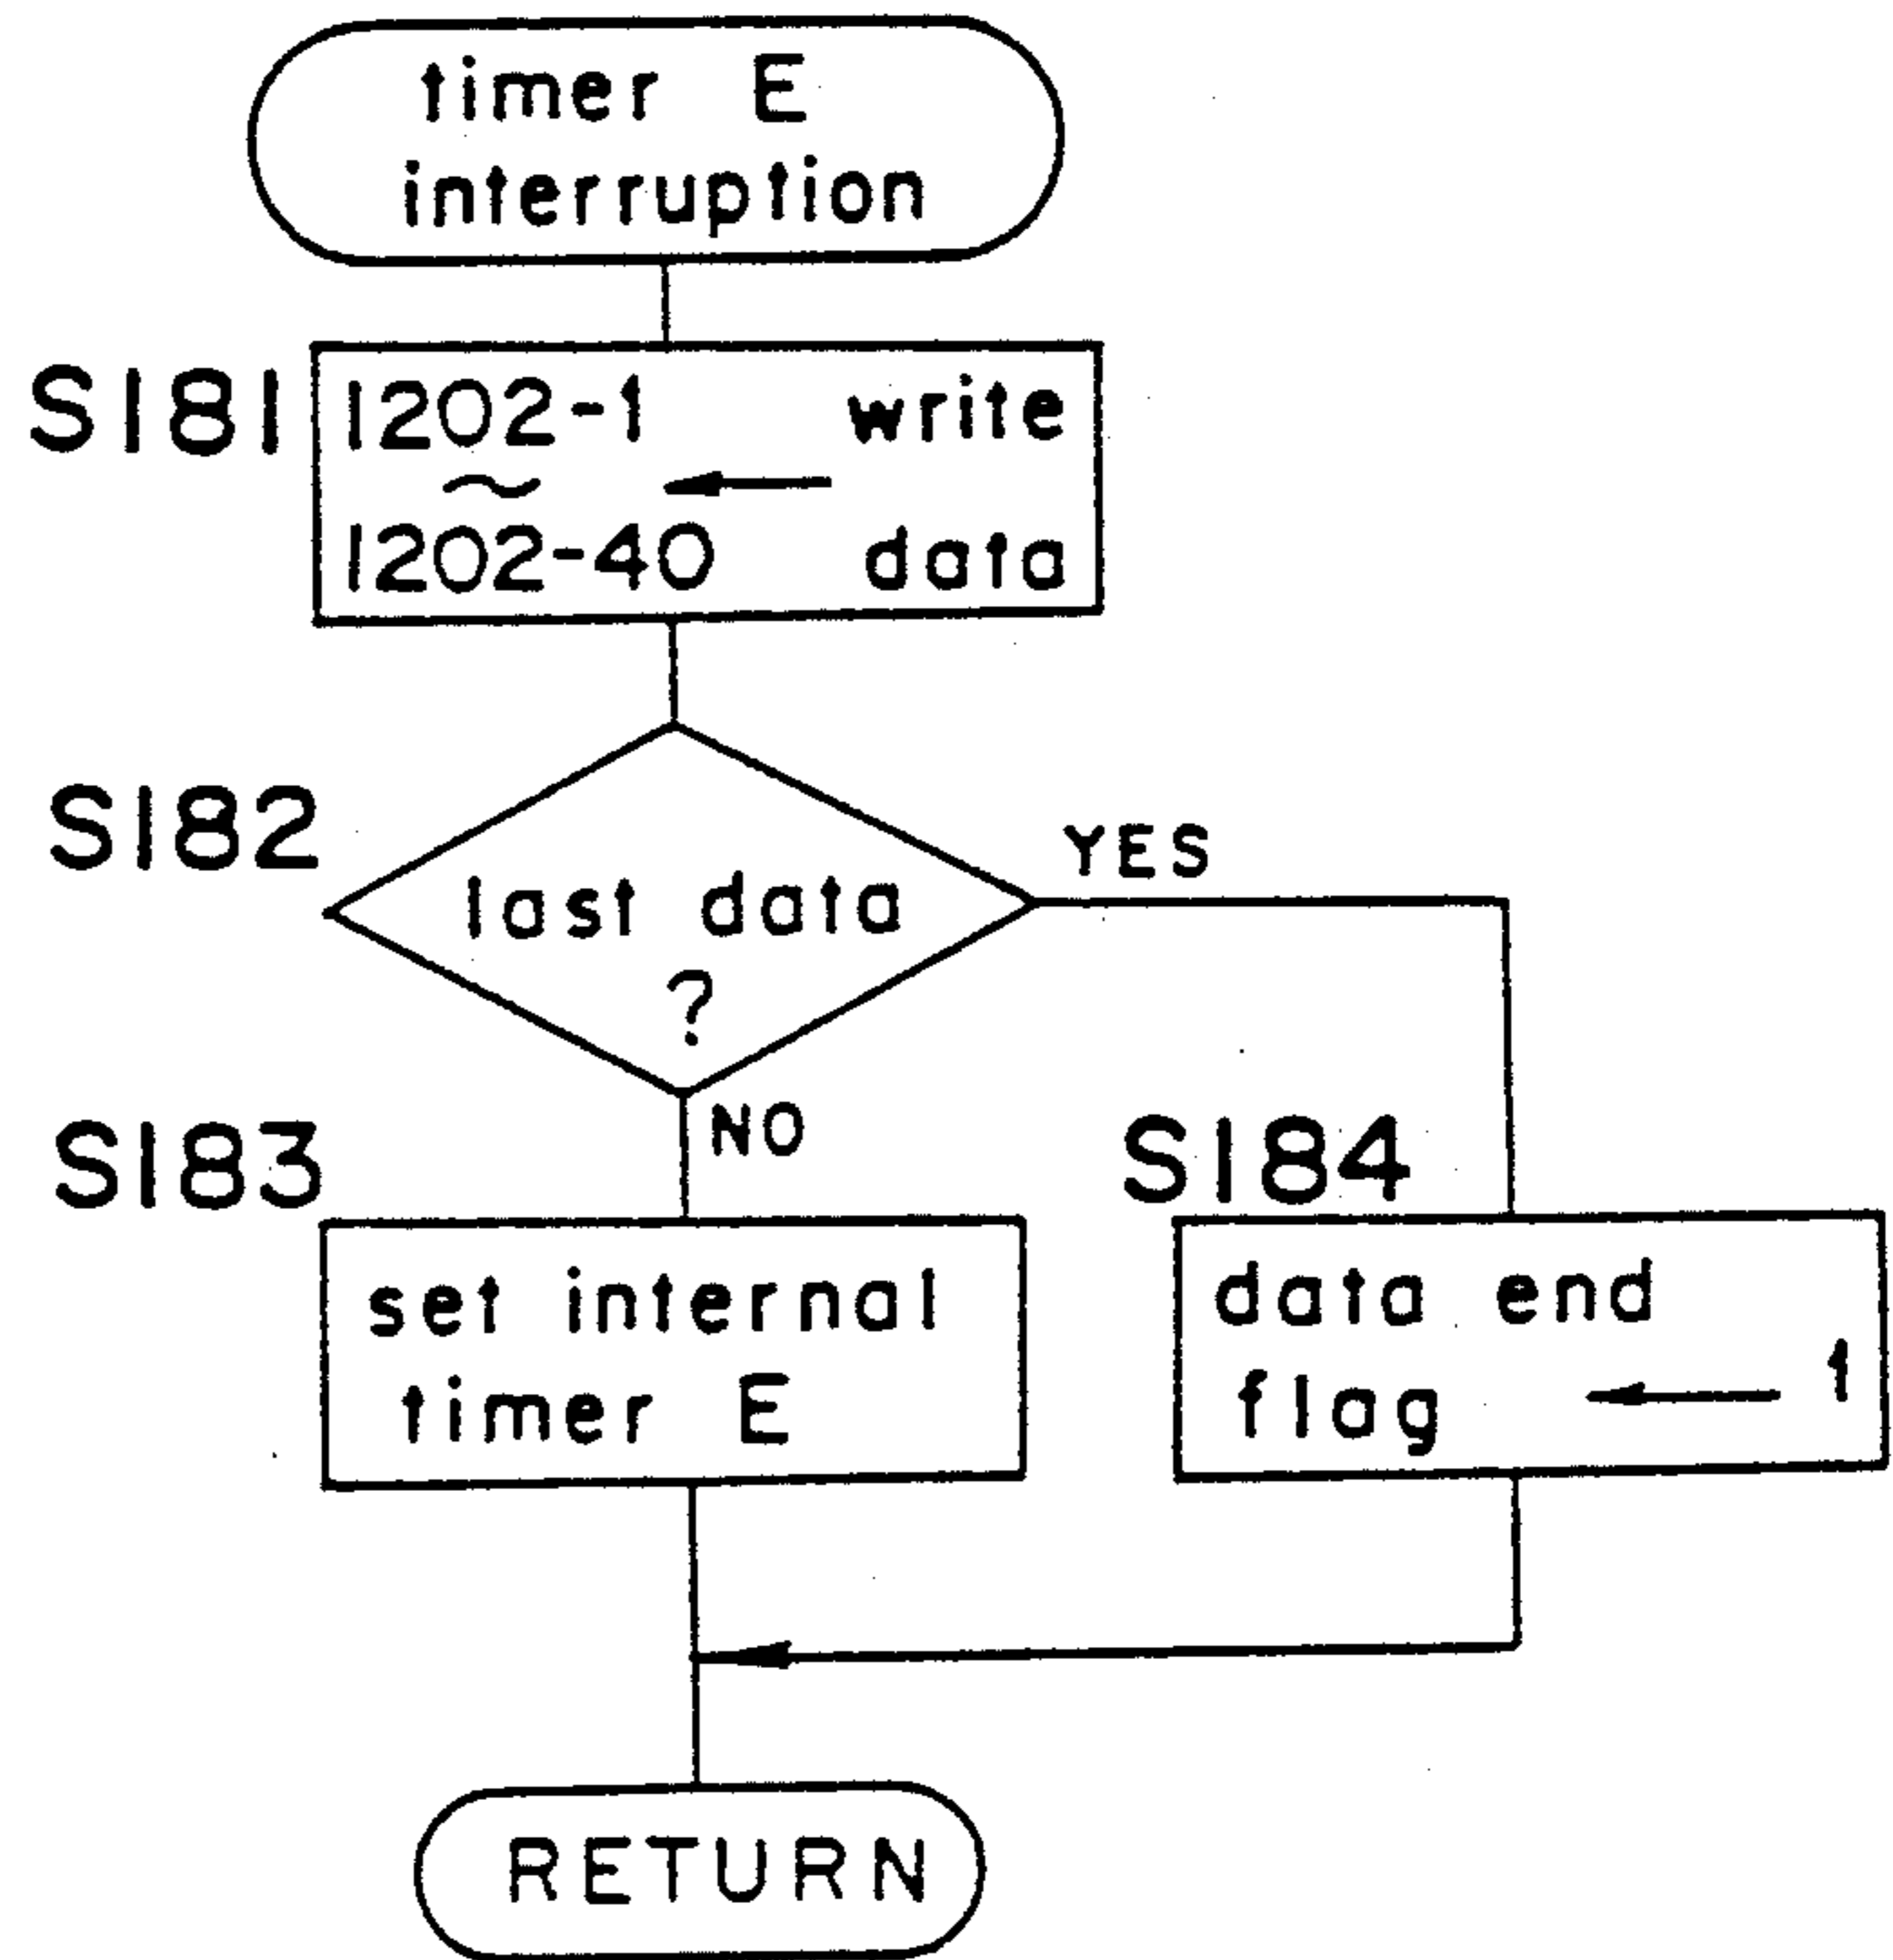 timer E
interruption
S181
1202-1 write
~ ←
1202-40 data
S182
last data
?
YES
NO
S183
set internal
timer E
S184
data end
flag ← 1
RETURN